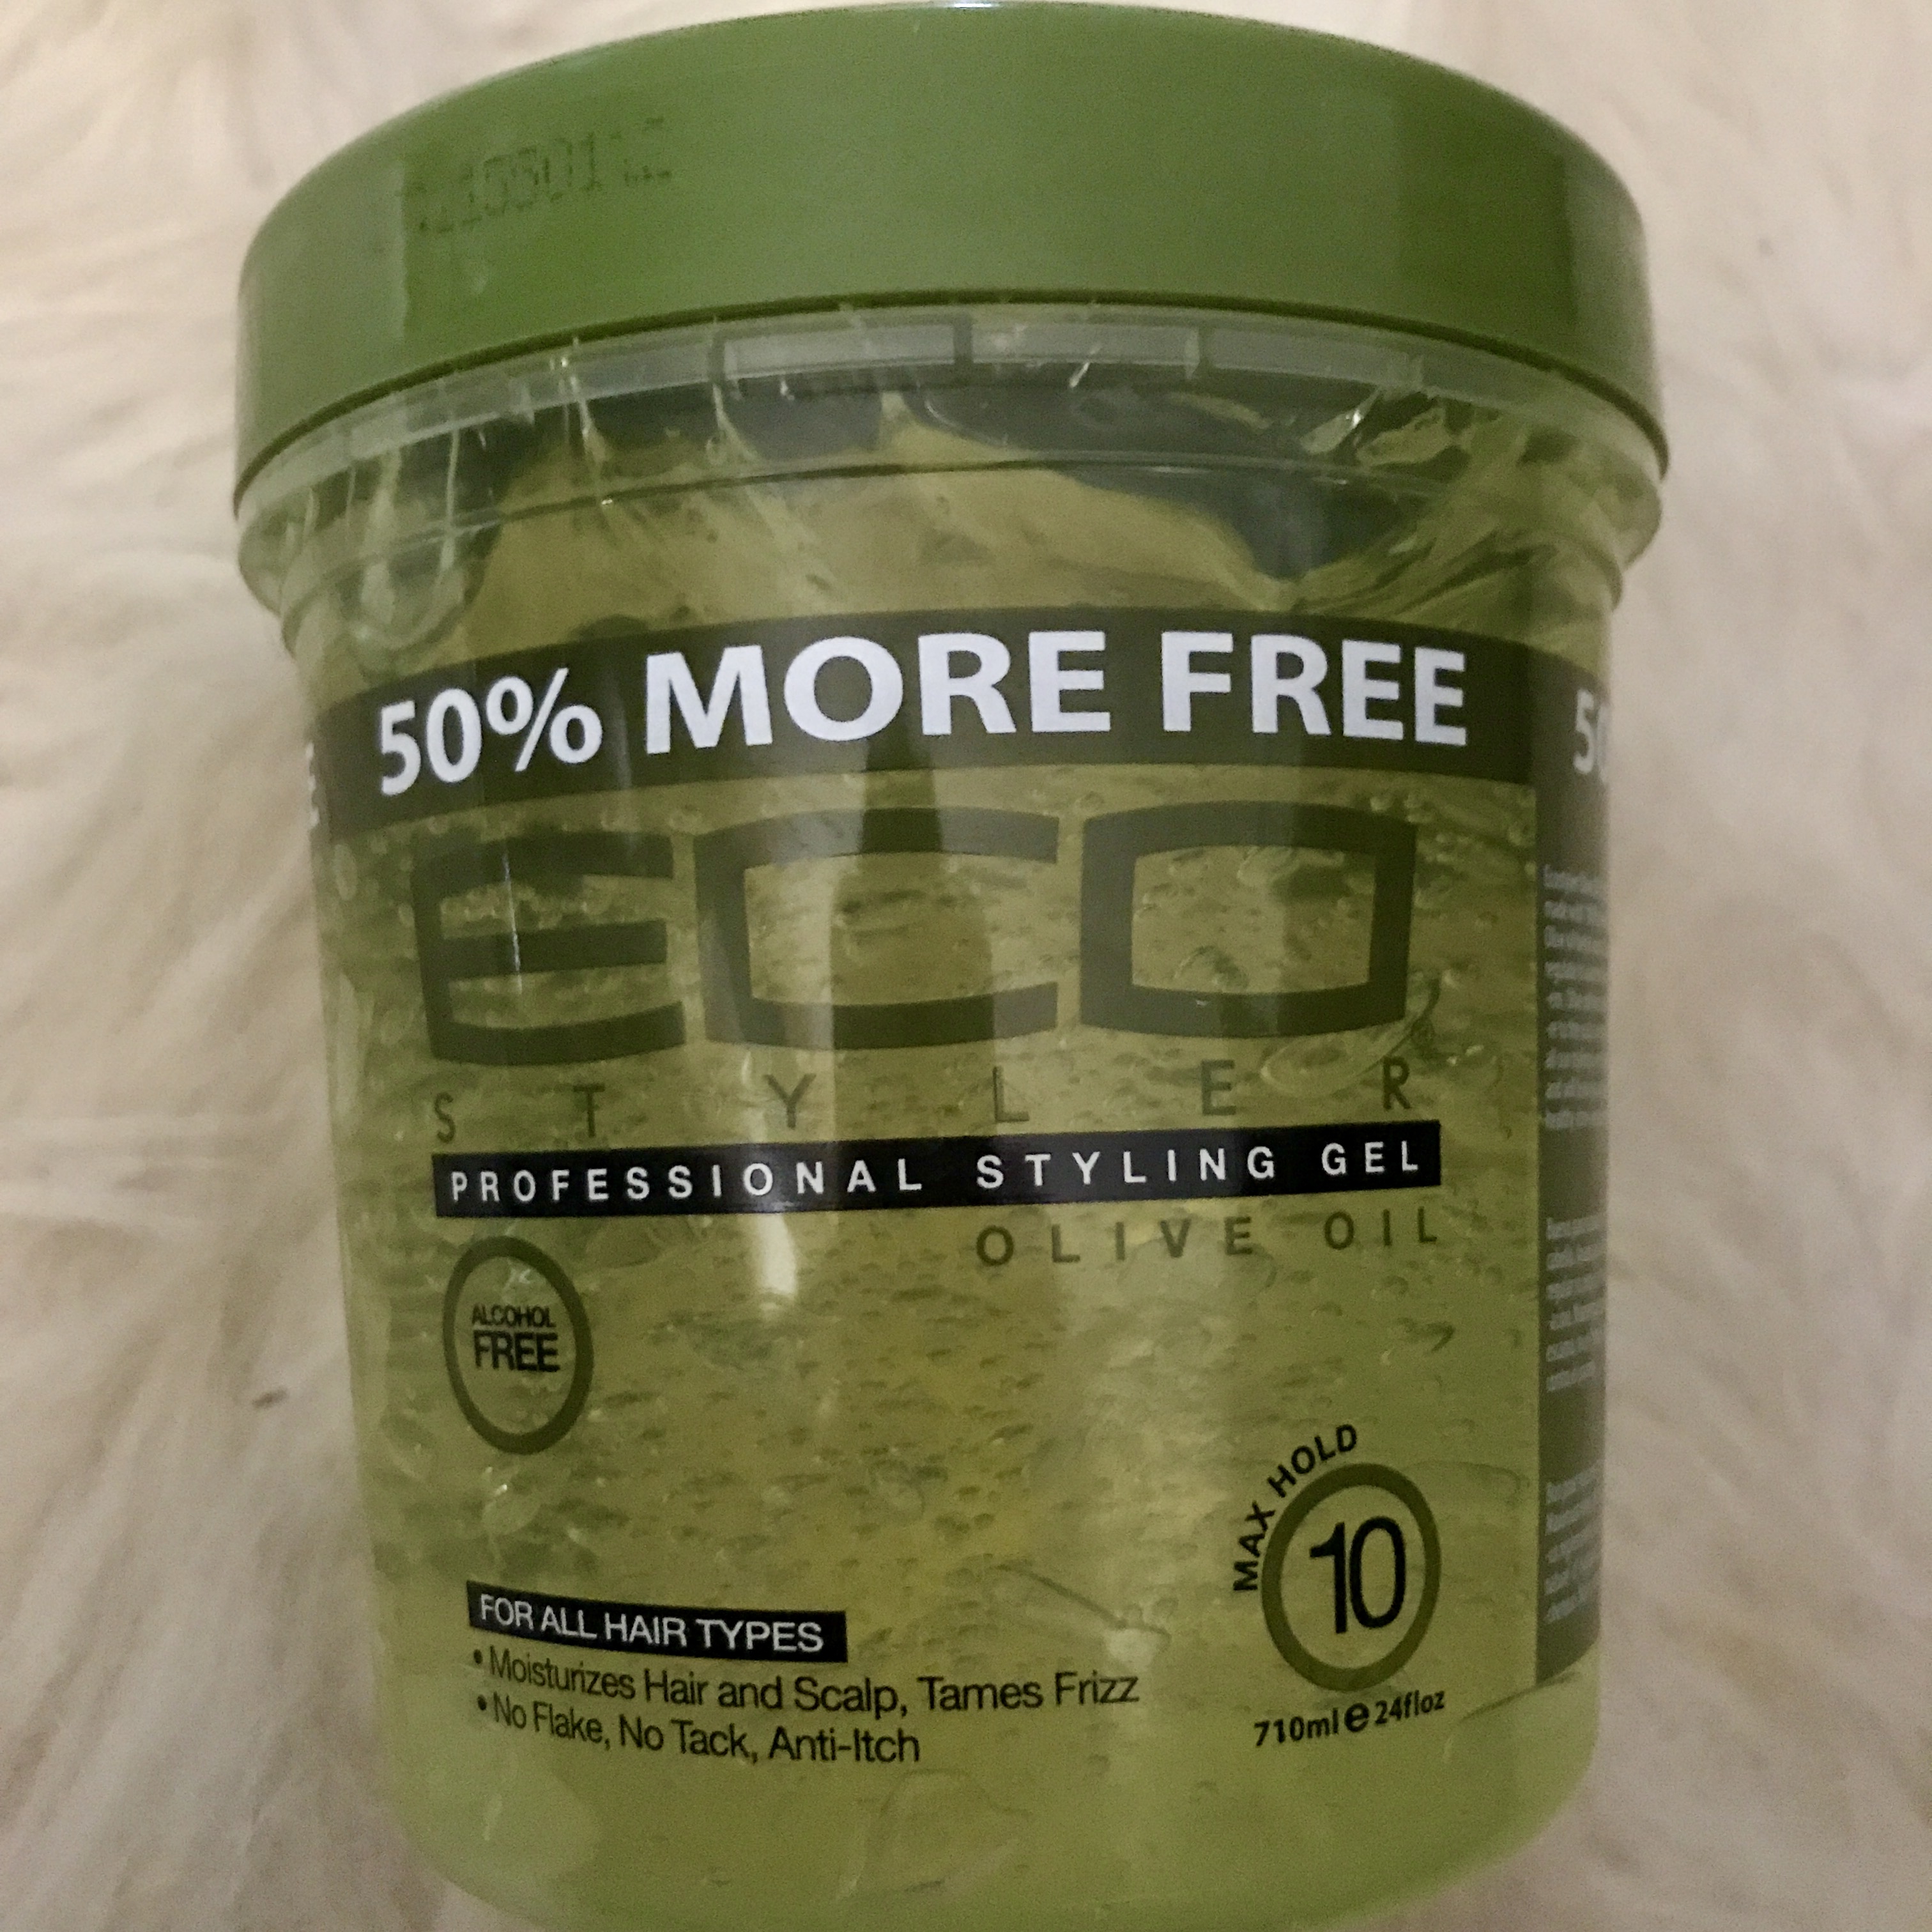 50% MORE FREE
ECO
STYLER
PROFESSIONAL STYLING GEL
OLIVE OIL
ALCOHOL
FREE
MAX HOLD
10
FOR ALL HAIR TYPES
• Moisturizes Hair and Scalp, Tames Frizz
• No Flake, No Tack, Anti-Itch
710ml e 24floz